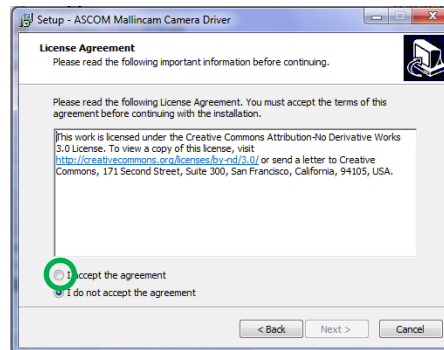 Setup - ASCOM Mallincam Camera Driver
License Agreement
Please read the following important information before continuing.
Please read the following License Agreement. You must accept the terms of this
agreement before continuing with the installation.
This work is licensed under the Creative Commons Attribution-No Derivative Works
3.0 License. To view a copy of this license, visit
http://creativecommons.org/licenses/by-nd/3.0/ or send a letter to Creative
Commons, 171 Second Street, Suite 300, San Francisco, California, 94105, USA.
I accept the agreement
I do not accept the agreement
< Back Next > Cancel